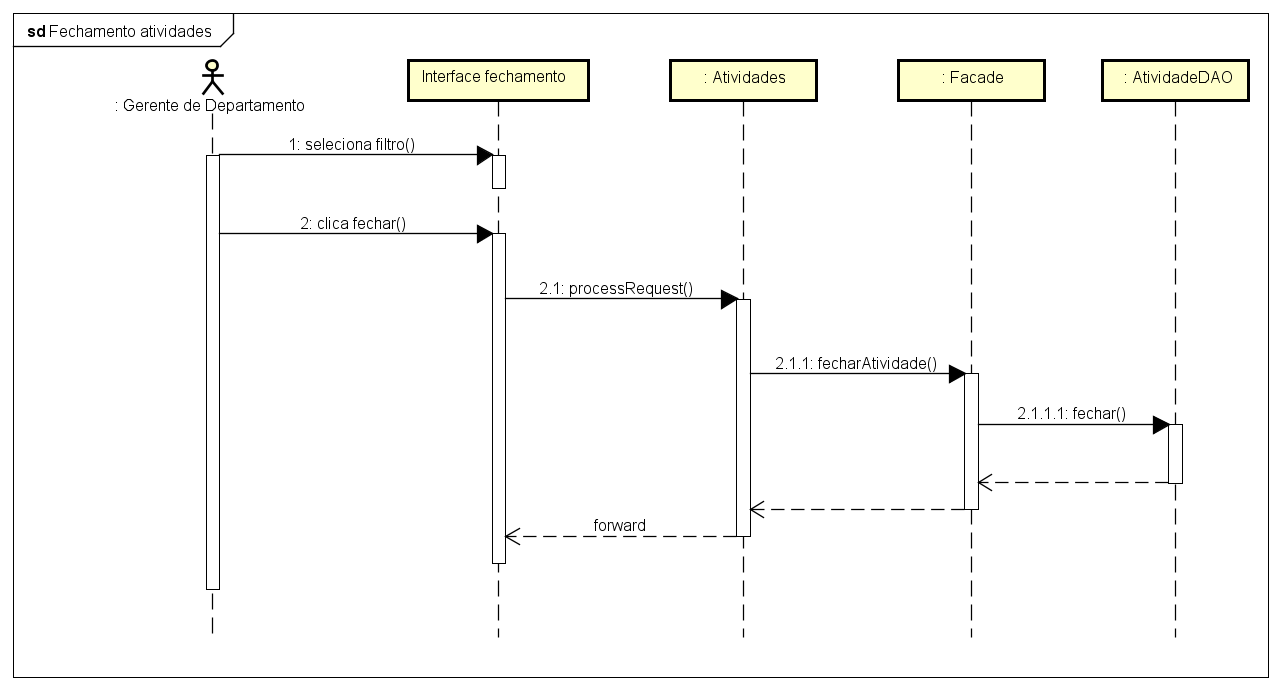 sd Fechamento atividades
: Gerente de Departamento
Interface fechamento
: Atividades
: Facade
: AtividadeDAO
1: seleciona filtro()
2: clica fechar()
2.1: processRequest()
2.1.1: fecharAtividade()
2.1.1.1: fechar()
forward